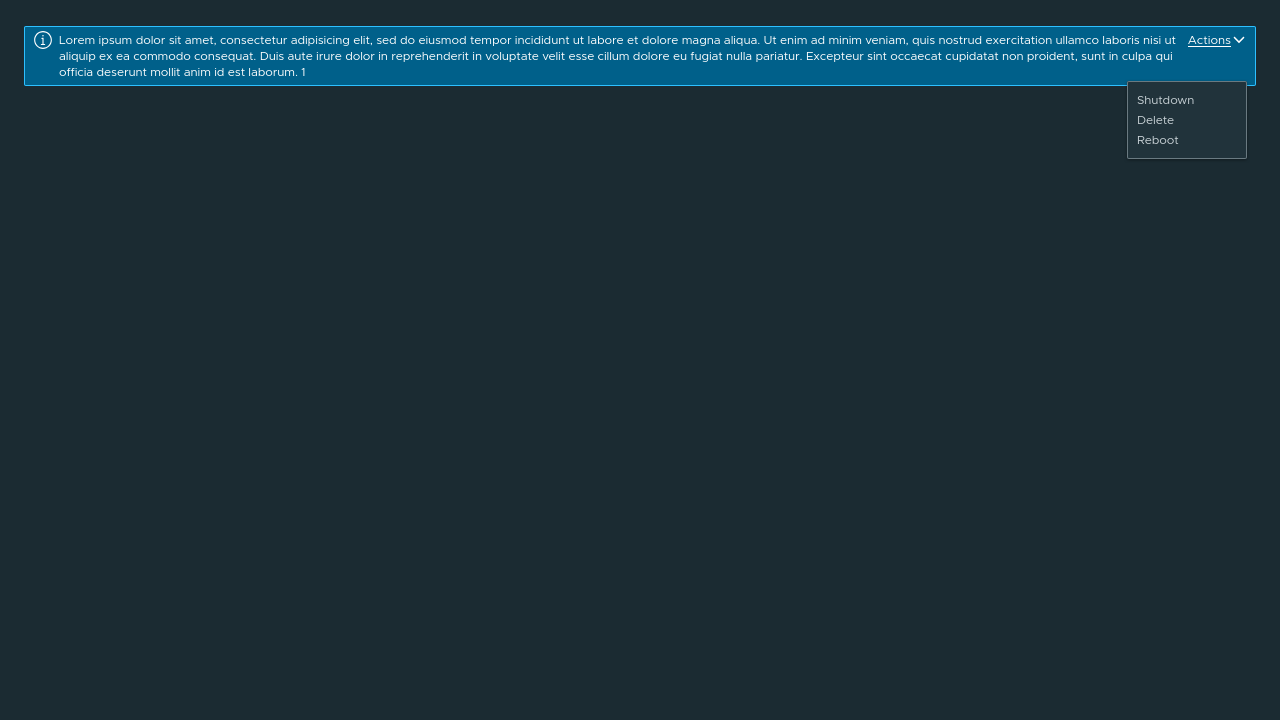 Lorem ipsum dolor sit amet, consectetur adipisicing elit, sed do eiusmod tempor incididunt ut labore et dolore magna aliqua. Ut enim ad minim veniam, quis nostrud exercitation ullamco laboris nisi ut
aliquip ex ea commodo consequat. Duis aute irure dolor in reprehenderit in voluptate velit esse cillum dolore eu fugiat nulla pariatur. Excepteur sint occaecat cupidatat non proident, sunt in culpa qui
officia deserunt mollit anim id est laborum. 1
Actions
Shutdown
Delete
Reboot